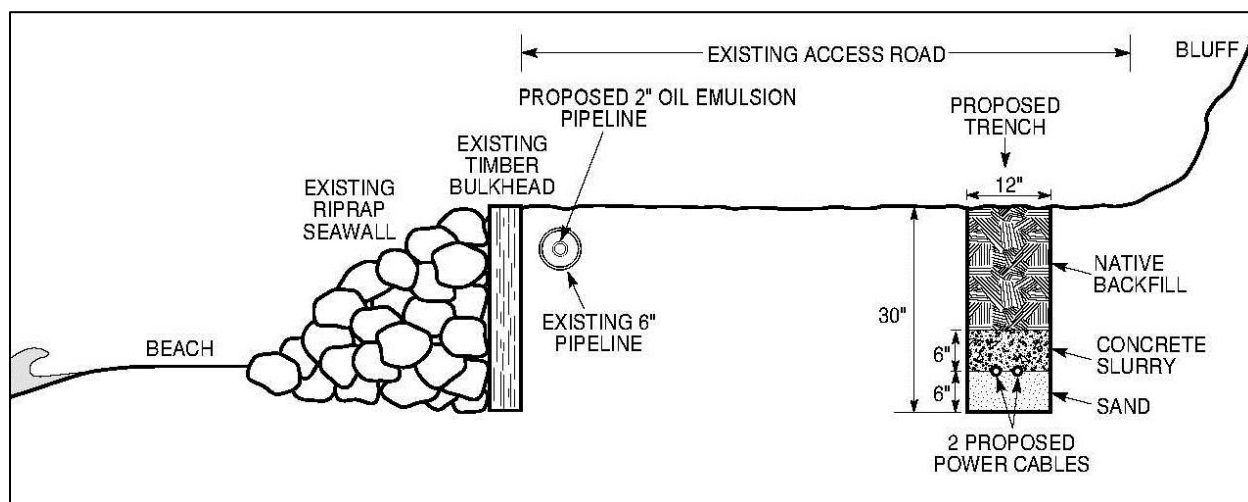 EXISTING ACCESS ROAD
BLUFF
PROPOSED 2" OIL EMULSION
PIPELINE
PROPOSED
TRENCH
EXISTING
TIMBER
BULKHEAD
EXISTING
RIPRAP
SEAWALL
12"
NATIVE
BACKFILL
30"
EXISTING 6"
PIPELINE
BEACH
6"
CONCRETE
SLURRY
6"
SAND
2 PROPOSED
POWER CABLES